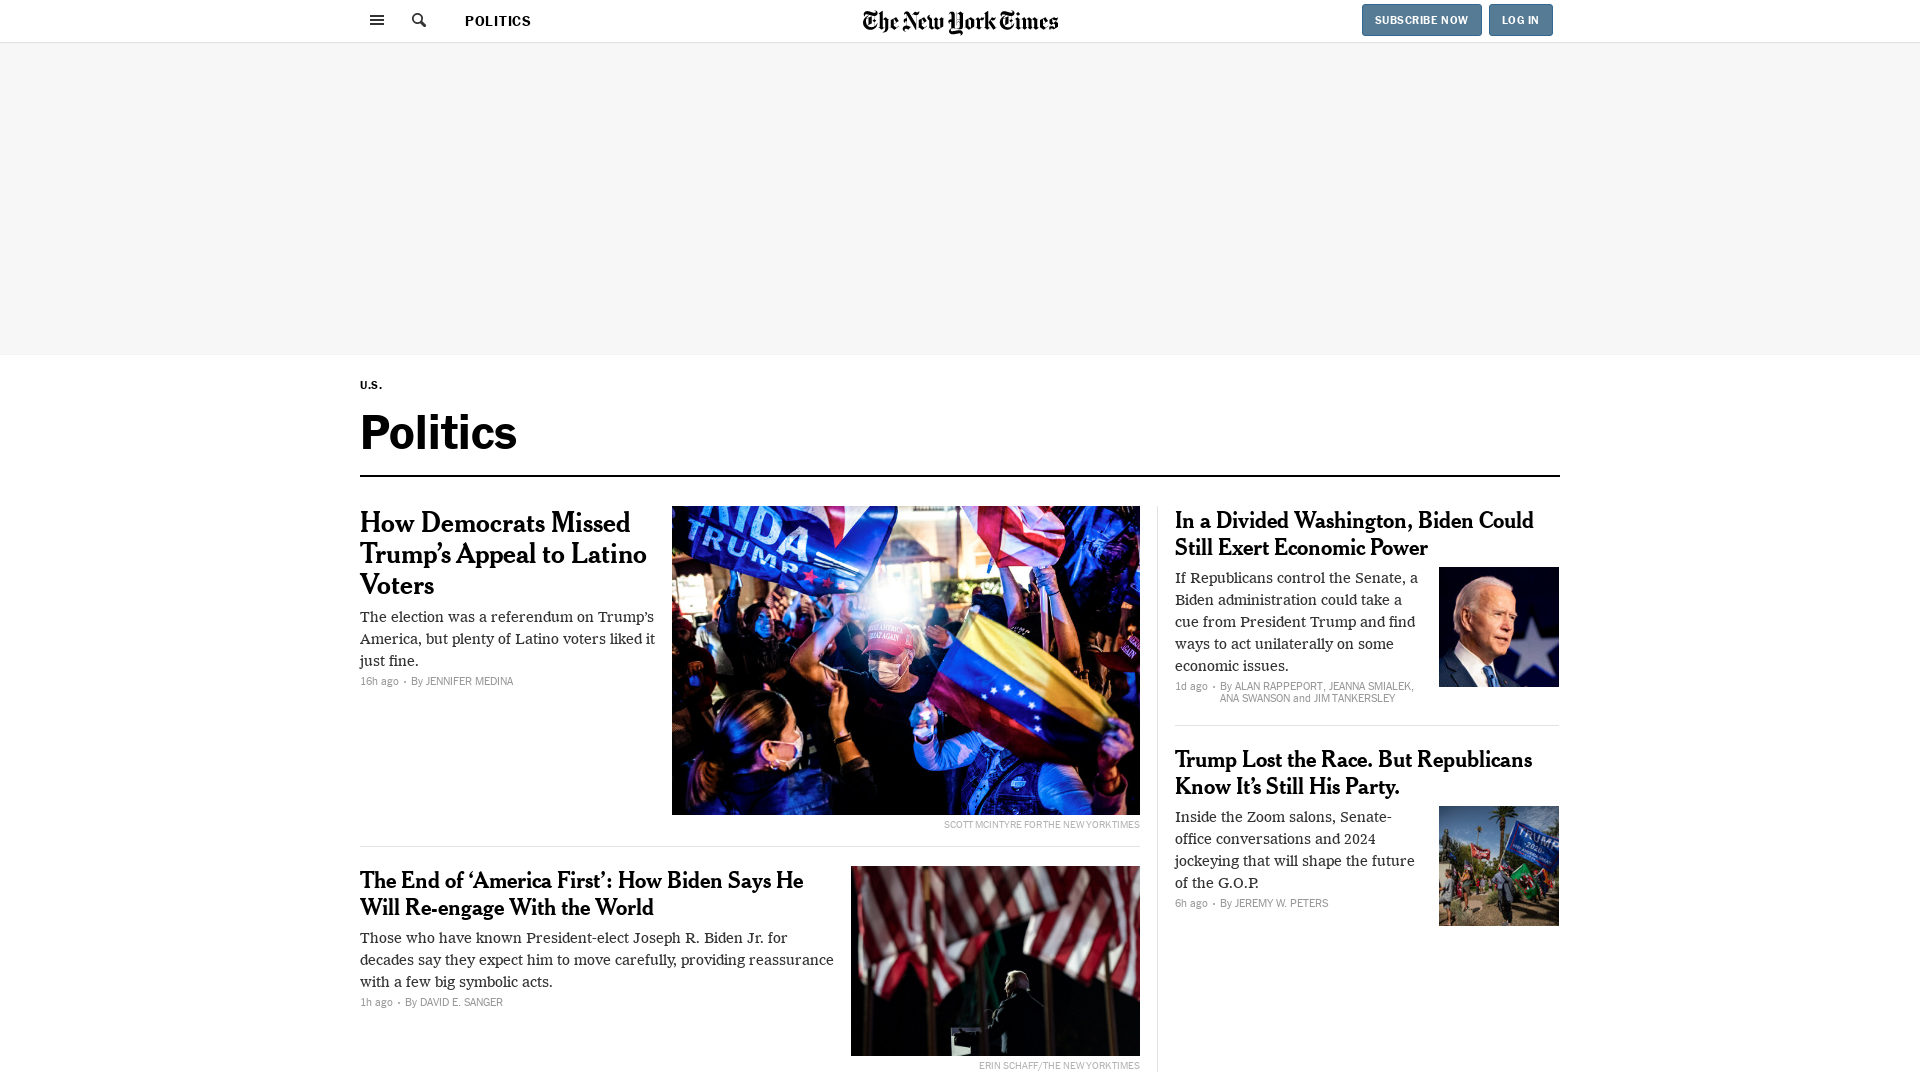 POLITICS
The New York Times
SUBSCRIBE NOW
LOG IN
U.S.
Politics
How Democrats Missed
Trump’s Appeal to Latino
Voters
The election was a referendum on Trump’s
America, but plenty of Latino voters liked it
just fine.
16h ago • By JENNIFER MEDINA
TRUMP
MAKE AMERICA
GREAT AGAIN
SCOTT MCINTYRE FOR THE NEW YORK TIMES
The End of ‘America First’: How Biden Says He
Will Re-engage With the World
Those who have known President-elect Joseph R. Biden Jr. for
decades say they expect him to move carefully, providing reassurance
with a few big symbolic acts.
1h ago • By DAVID E. SANGER
ERIN SCHAFF/THE NEW YORK TIMES
In a Divided Washington, Biden Could
Still Exert Economic Power
If Republicans control the Senate, a
Biden administration could take a
cue from President Trump and find
ways to act unilaterally on some
economic issues.
1d ago • By ALAN RAPPEPORT, JEANNA SMIALEK,
ANA SWANSON and JIM TANKERSLEY
Trump Lost the Race. But Republicans
Know It’s Still His Party.
Inside the Zoom salons, Senate-
office conversations and 2024
jockeying that will shape the future
of the G.O.P.
6h ago • By JEREMY W. PETERS
TRUMP
2020